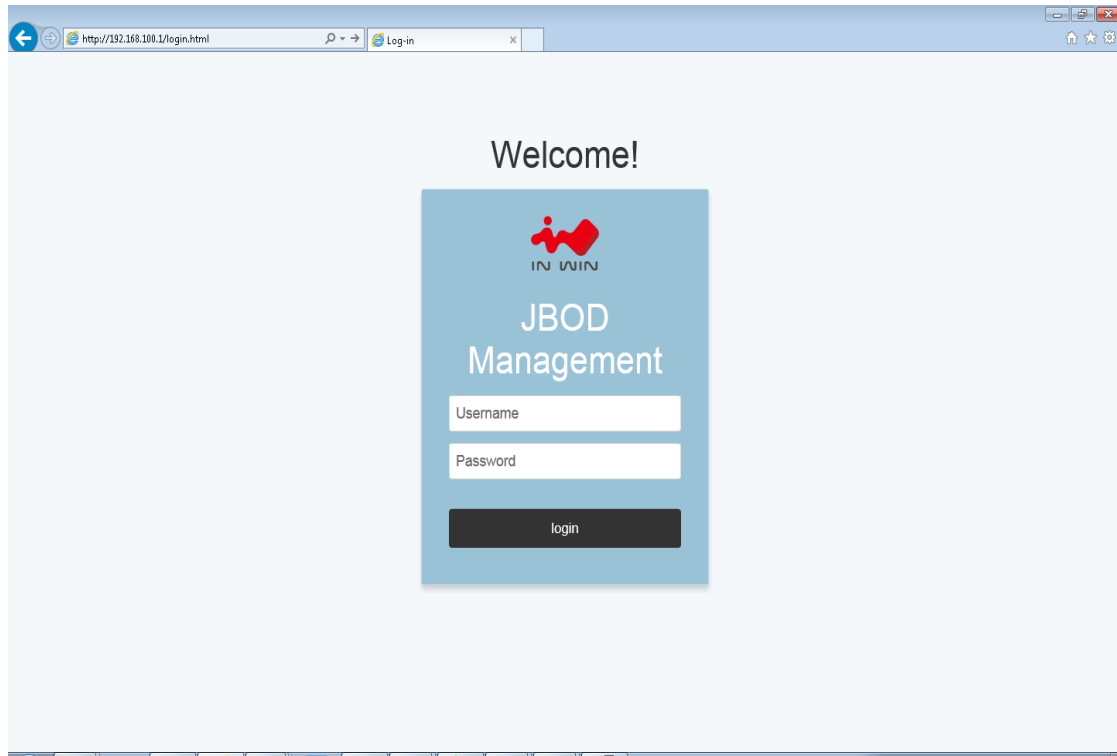 http://192.168.100.1/login.html
Log-in
Welcome!
IN WIN
JBOD
Management
Username
Password
login